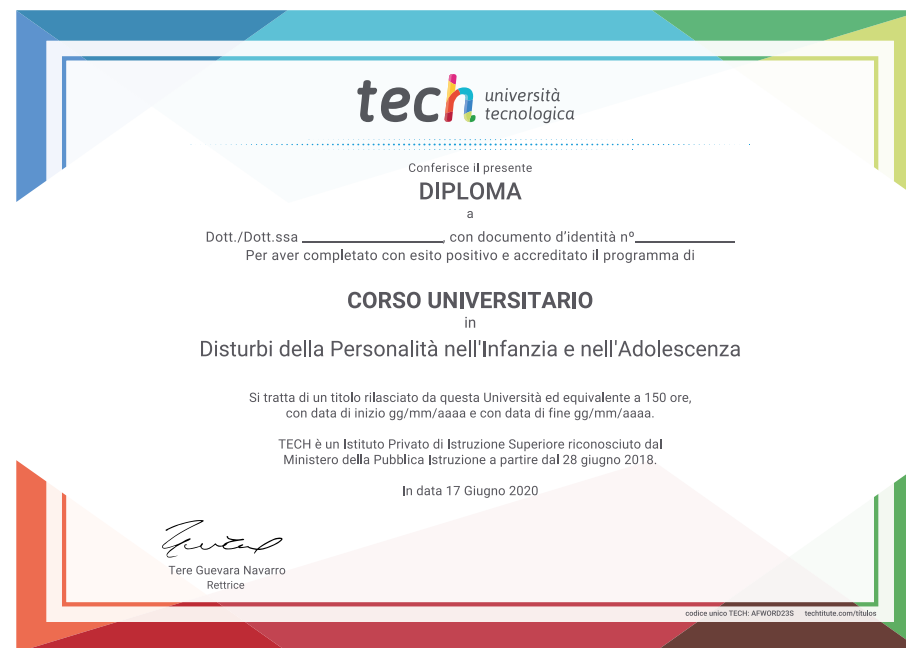 tech università
tecnologica
Conferisce il presente
DIPLOMA
a
Dott./Dott.ssa ____________________, con documento d'identità nº______________
Per aver completato con esito positivo e accreditato il programma di
CORSO UNIVERSITARIO
in
Disturbi della Personalità nell'Infanzia e nell'Adolescenza
Si tratta di un titolo rilasciato da questa Università ed equivalente a 150 ore,
con data di inizio gg/mm/aaaa e con data di fine gg/mm/aaaa.
TECH è un Istituto Privato di Istruzione Superiore riconosciuto dal
Ministero della Pubblica Istruzione a partire dal 28 giugno 2018.
In data 17 Giugno 2020
Tere Guevara Navarro
Rettrice
codice unico TECH: AFWORD23S techtitute.com/titulos